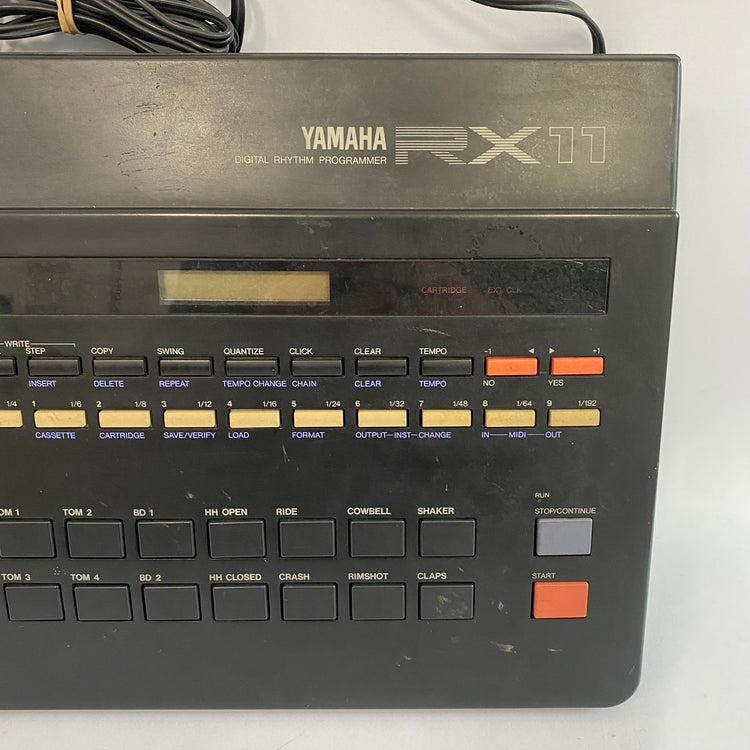 YAMAHA RX11
DIGITAL RHYTHM PROGRAMMER
CARTRIDGE EXT CLK
WRITE
STEP COPY SWING QUANTIZE CLICK CLEAR TEMPO -1 ◄ ► +1
INSERT DELETE REPEAT TEMPO CHANGE CHAIN CLEAR TEMPO NO YES
1/4 1 1/6 2 1/8 3 1/12 4 1/16 5 1/24 6 1/32 7 1/48 8 1/64 9 1/192
CASSETTE CARTRIDGE SAVE/VERIFY LOAD FORMAT OUTPUT-INST-CHANGE IN-MIDI-OUT
RUN
OM 1 TOM 2 BD 1 HH OPEN RIDE COWBELL SHAKER STOP/CONTINUE
TOM 3 TOM 4 BD 2 HH CLOSED CRASH RIMSHOT CLAPS START